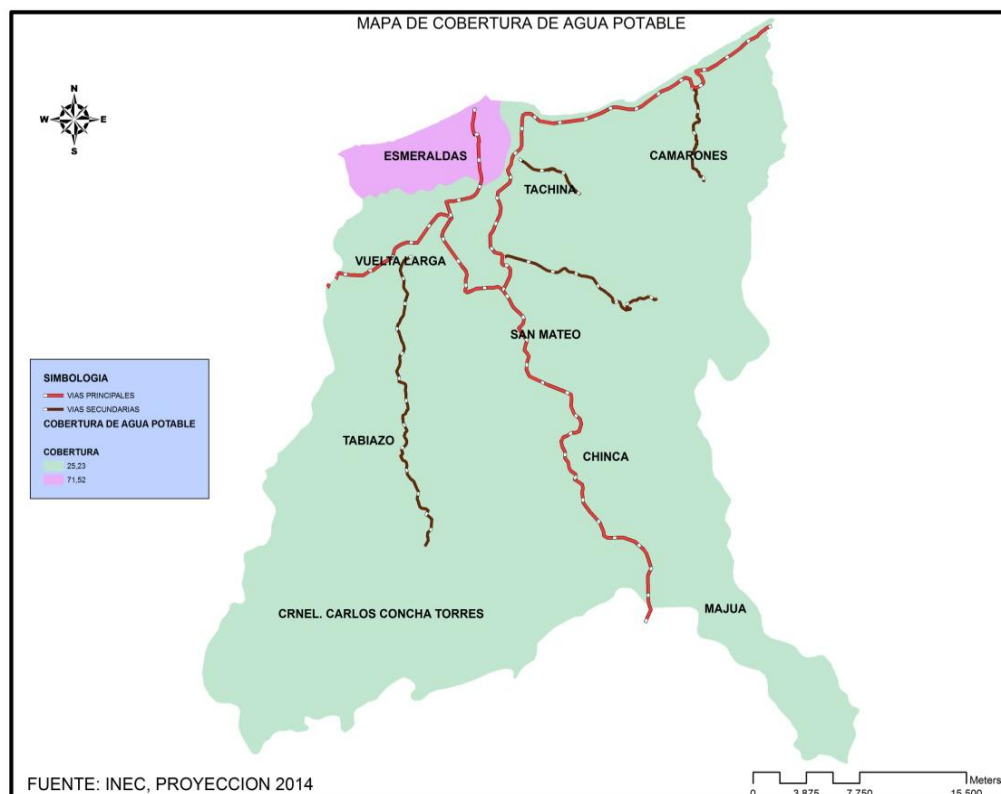 MAPA DE COBERTURA DE AGUA POTABLE
N
W E
S
ESMERALDAS
CAMARONES
TACHINA
VUELTA LARGA
SAN MATEO
SIMBOLOGIA
VIAS PRINCIPALES
VIAS SECUNDARIAS
COBERTURA DE AGUA POTABLE
COBERTURA
25,23
71,52
TABIAZO
CHINCA
CRNEL. CARLOS CONCHA TORRES
MAJUA
FUENTE: INEC, PROYECCION 2014
Meters
0 3.875 7.750 15.500